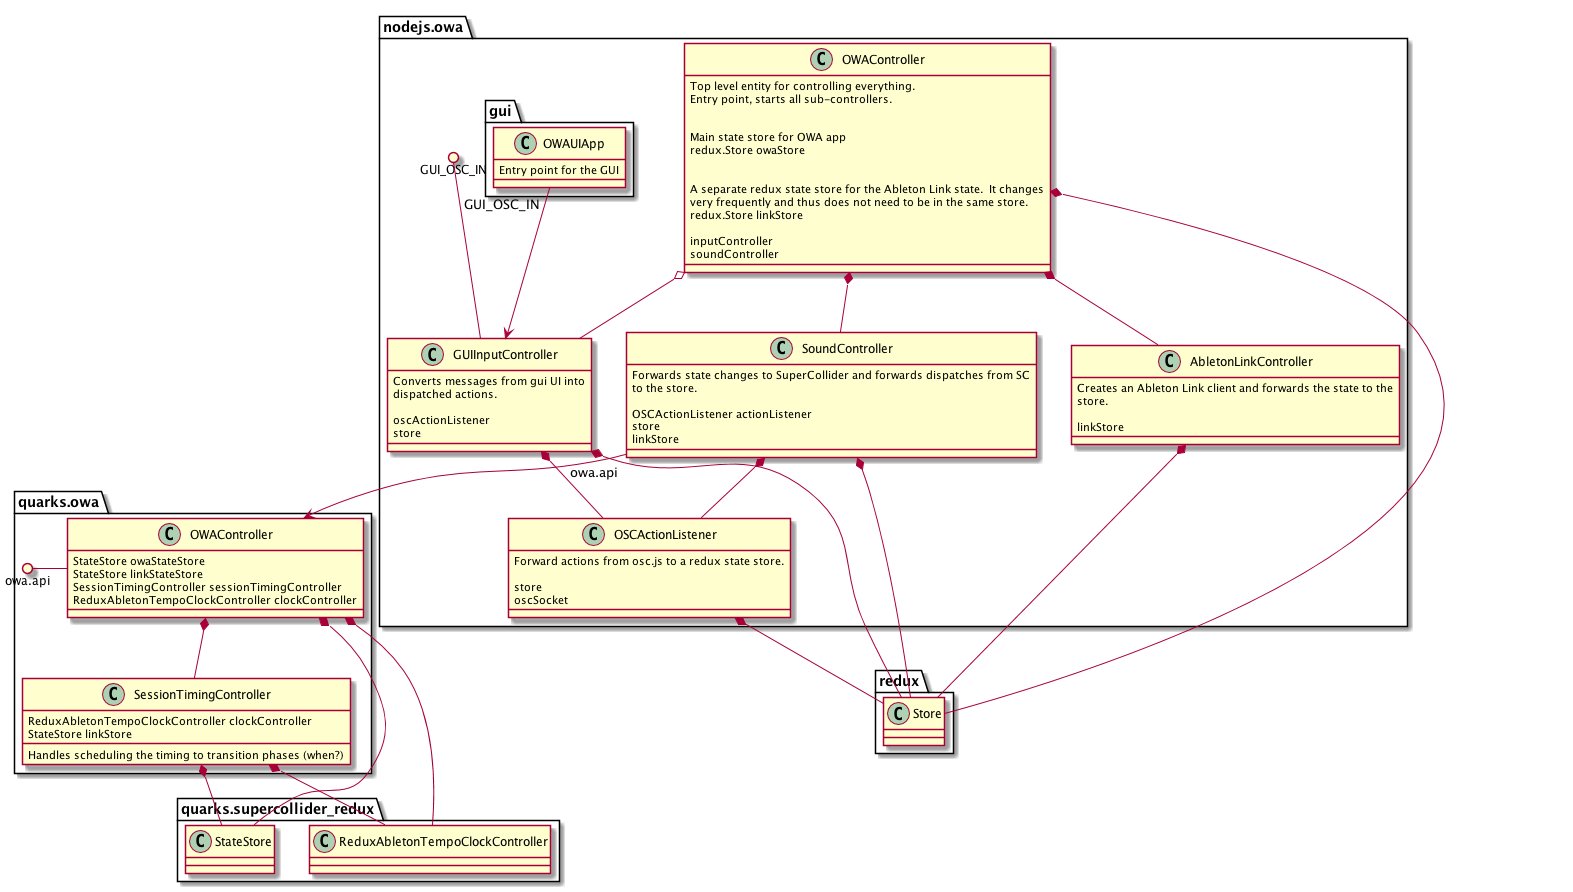 nodejs.owa
C OWAController
Top level entity for controlling everything.
Entry point, starts all sub-controllers.
Main state store for OWA app
redux.Store owaStore
A separate redux state store for the Ableton Link state.  It changes
very frequently and thus does not need to be in the same store.
redux.Store linkStore
inputController
soundController
gui
C OWAUIApp
Entry point for the GUI
GUI_OSC_IN
GUI_OSC_IN
C GUIInputController
Converts messages from gui UI into
dispatched actions.
oscActionListener
store
C SoundController
Forwards state changes to SuperCollider and forwards dispatches from SC
to the store.
OSCActionListener actionListener
store
linkStore
C AbletonLinkController
Creates an Ableton Link client and forwards the state to the
store.
linkStore
owa.api
quarks.owa
C OWAController
StateStore owaStateStore
StateStore linkStateStore
SessionTimingController sessionTimingController
ReduxAbletonTempoClockController clockController
owa.api
C OSCActionListener
Forward actions from osc.js to a redux state store.
store
oscSocket
C SessionTimingController
ReduxAbletonTempoClockController clockController
StateStore linkStore
Handles scheduling the timing to transition phases (when?)
redux
C Store
quarks.supercollider_redux
C StateStore
C ReduxAbletonTempoClockController